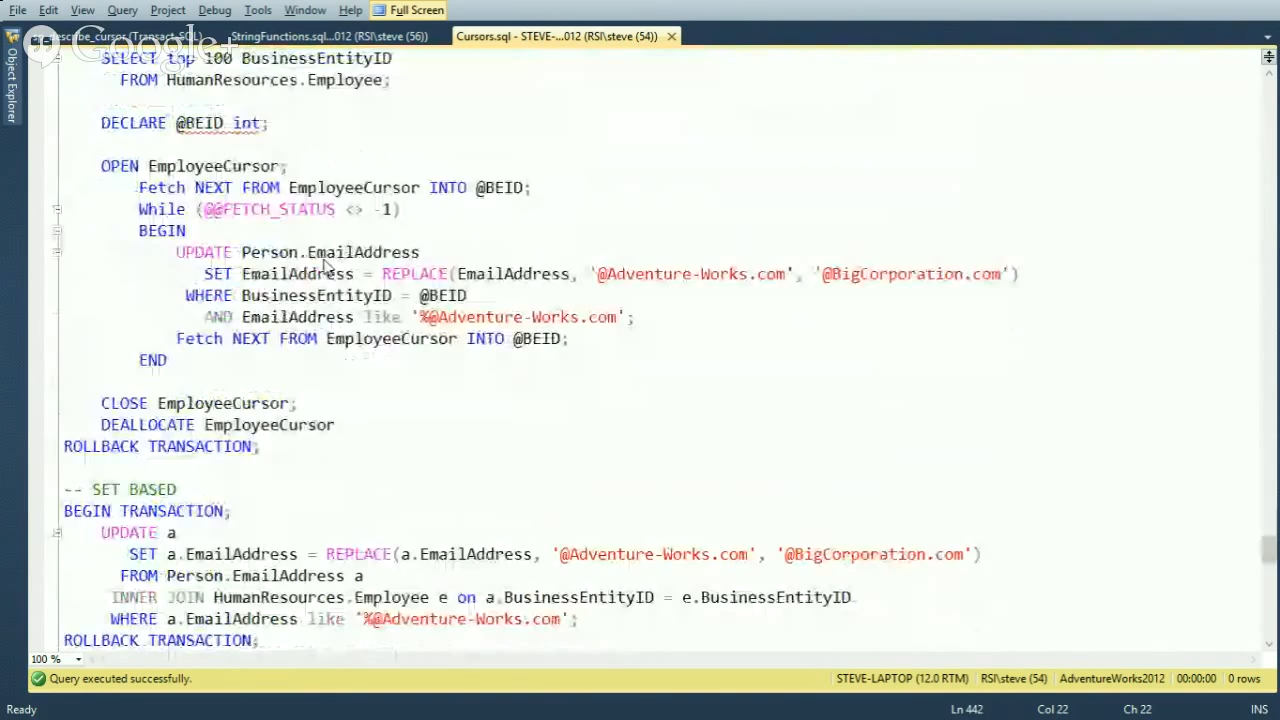 File Edit View Query Project Debug Tools Window Help Full Screen
sp_describe_cursor (Transact-SQL) StringFunctions.sql...012 (RSI\steve (56)) Cursors.sql - STEVE-...012 (RSI\steve (54))
Google+
Object Explorer
SELECT top 100 BusinessEntityID
FROM HumanResources.Employee;
DECLARE @BEID int;
OPEN EmployeeCursor;
Fetch NEXT FROM EmployeeCursor INTO @BEID;
While (@@FETCH_STATUS <> -1)
BEGIN
UPDATE Person.EmailAddress
SET EmailAddress = REPLACE(EmailAddress, '@Adventure-Works.com', '@BigCorporation.com')
WHERE BusinessEntityID = @BEID
AND EmailAddress like '%@Adventure-Works.com';
Fetch NEXT FROM EmployeeCursor INTO @BEID;
END
CLOSE EmployeeCursor;
DEALLOCATE EmployeeCursor
ROLLBACK TRANSACTION;
-- SET BASED
BEGIN TRANSACTION;
UPDATE a
SET a.EmailAddress = REPLACE(a.EmailAddress, '@Adventure-Works.com', '@BigCorporation.com')
FROM Person.EmailAddress a
INNER JOIN HumanResources.Employee e on a.BusinessEntityID = e.BusinessEntityID
WHERE a.EmailAddress like '%@Adventure-Works.com';
ROLLBACK TRANSACTION;
100 %
Query executed successfully. STEVE-LAPTOP (12.0 RTM) RSI\steve (54) AdventureWorks2012 00:00:00 0 rows
Ready Ln 442 Col 22 Ch 22 INS